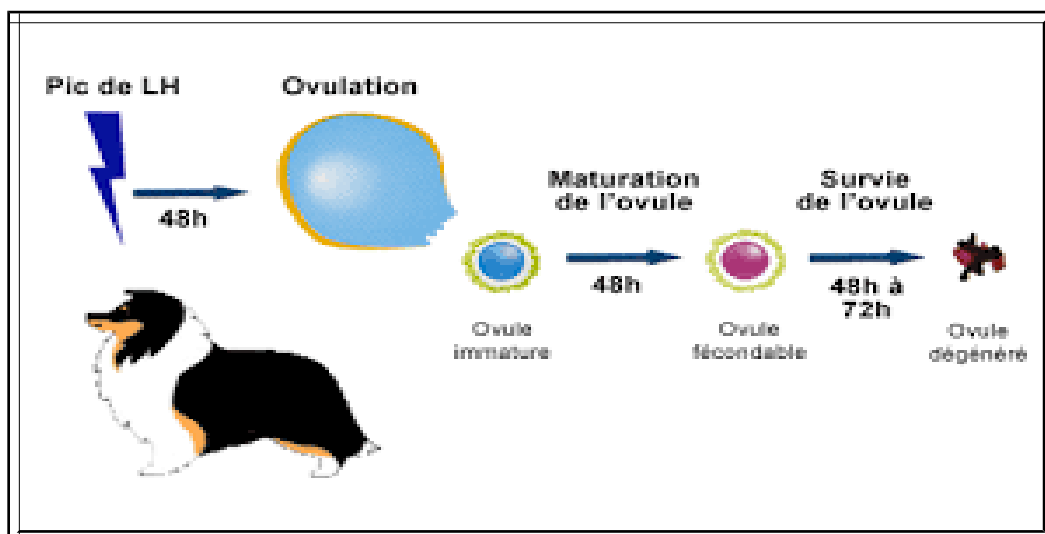 Pic de LH
Ovulation
48h
Maturation
de l'ovule
48h
Survie
de l'ovule
48h à
72h
Ovule
immature
Ovule
fécondable
Ovule
dégénéré